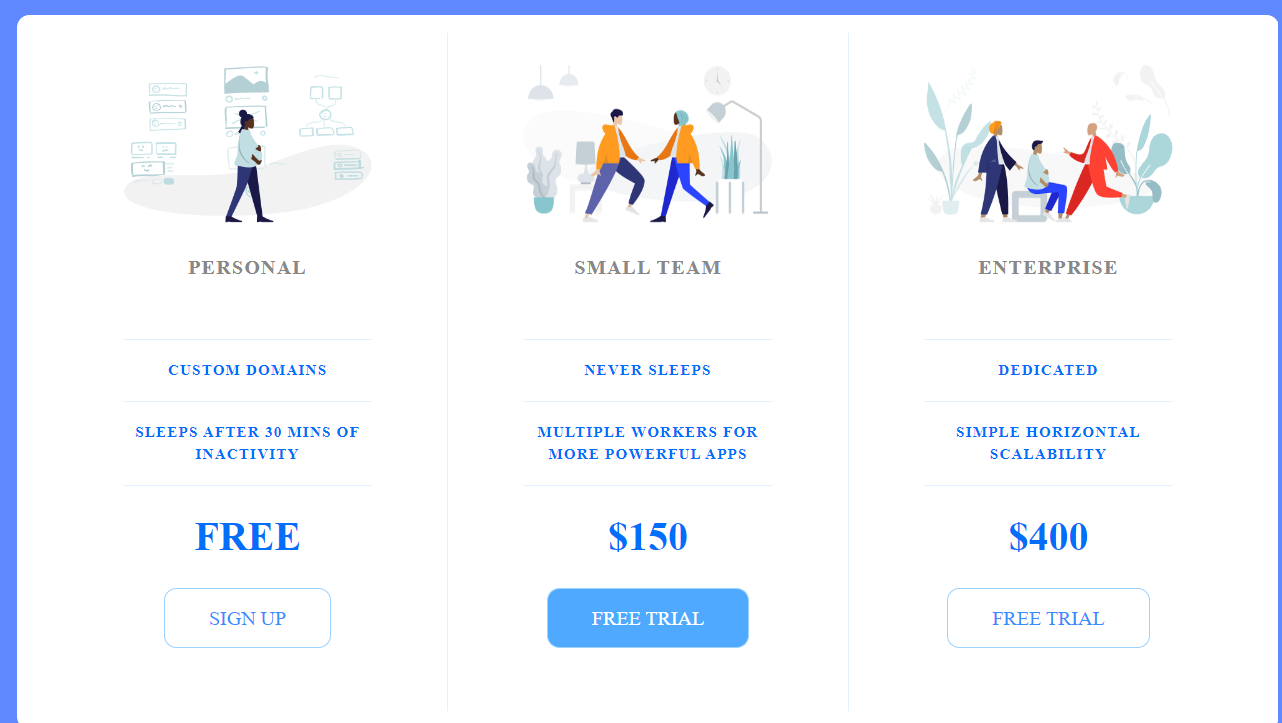 PERSONAL
CUSTOM DOMAINS
SLEEPS AFTER 30 MINS OF
INACTIVITY
FREE
SIGN UP
SMALL TEAM
NEVER SLEEPS
MULTIPLE WORKERS FOR
MORE POWERFUL APPS
$150
FREE TRIAL
ENTERPRISE
DEDICATED
SIMPLE HORIZONTAL
SCALABILITY
$400
FREE TRIAL